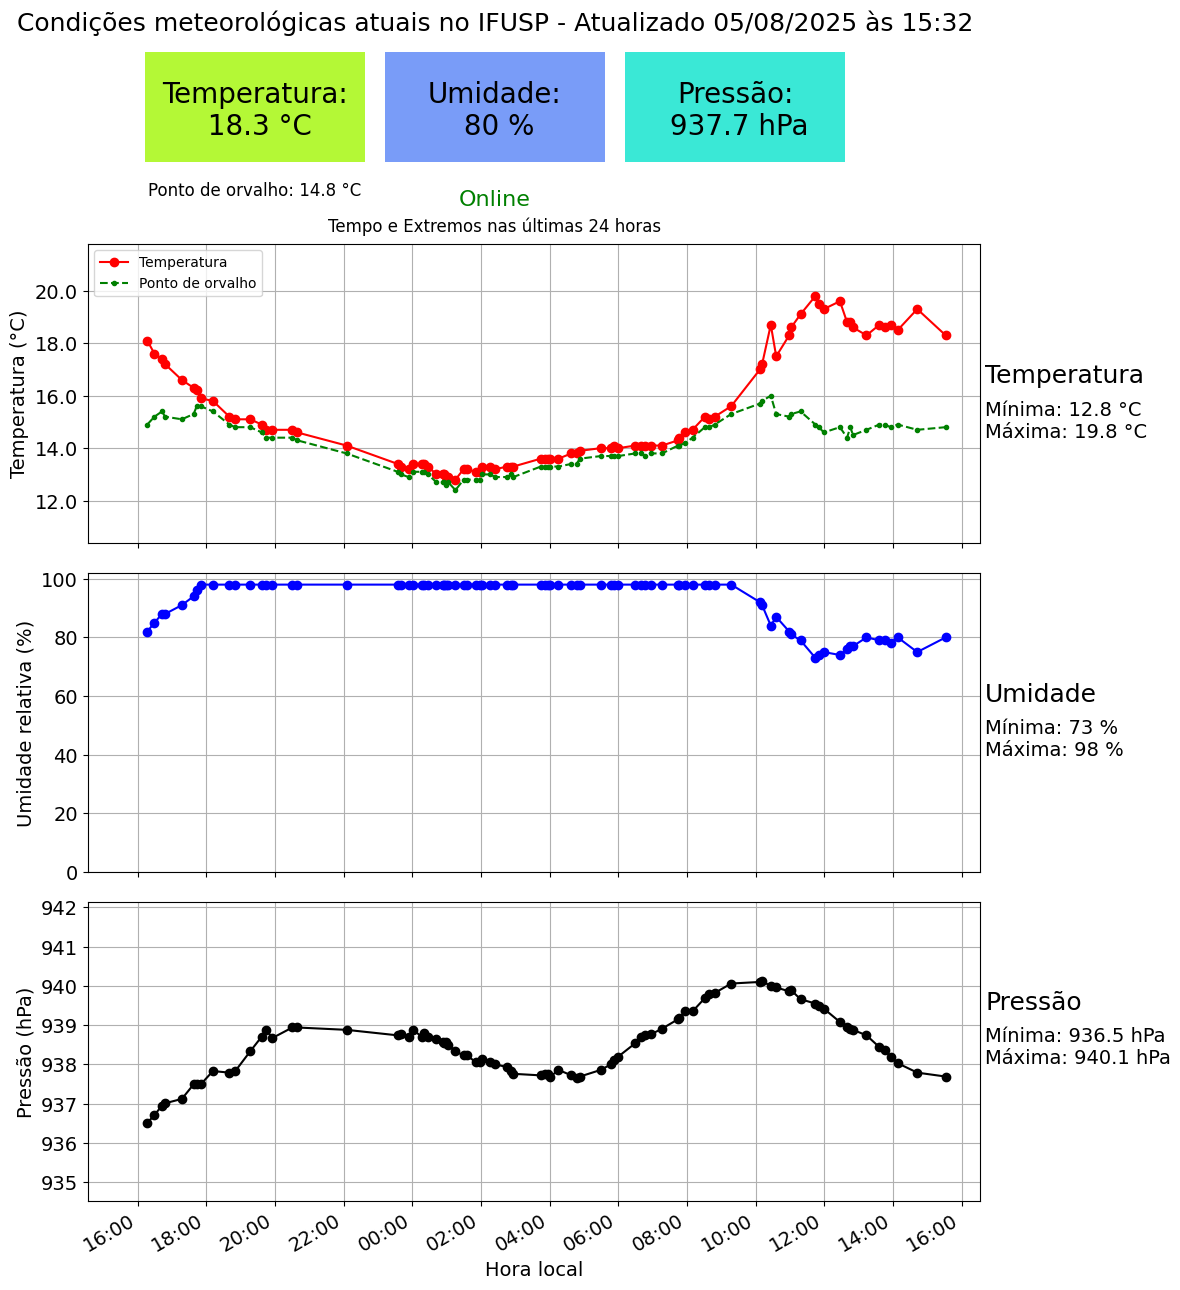 Condições meteorológicas atuais no IFUSP - Atualizado 05/08/2025 às 15:32
Temperatura:
18.3 °C
Umidade:
80 %
Pressão:
937.7 hPa
Ponto de orvalho: 14.8 °C
Online
Tempo e Extremos nas últimas 24 horas
Temperatura
Ponto de orvalho
Temperatura (°C)
20.0
18.0
16.0
14.0
12.0
Temperatura
Mínima: 12.8 °C
Máxima: 19.8 °C
Umidade relativa (%)
100
80
60
40
20
0
Umidade
Mínima: 73 %
Máxima: 98 %
Pressão (hPa)
942
941
940
939
938
937
936
935
Pressão
Mínima: 936.5 hPa
Máxima: 940.1 hPa
16:00
18:00
20:00
22:00
00:00
02:00
04:00
06:00
08:00
10:00
12:00
14:00
16:00
Hora local